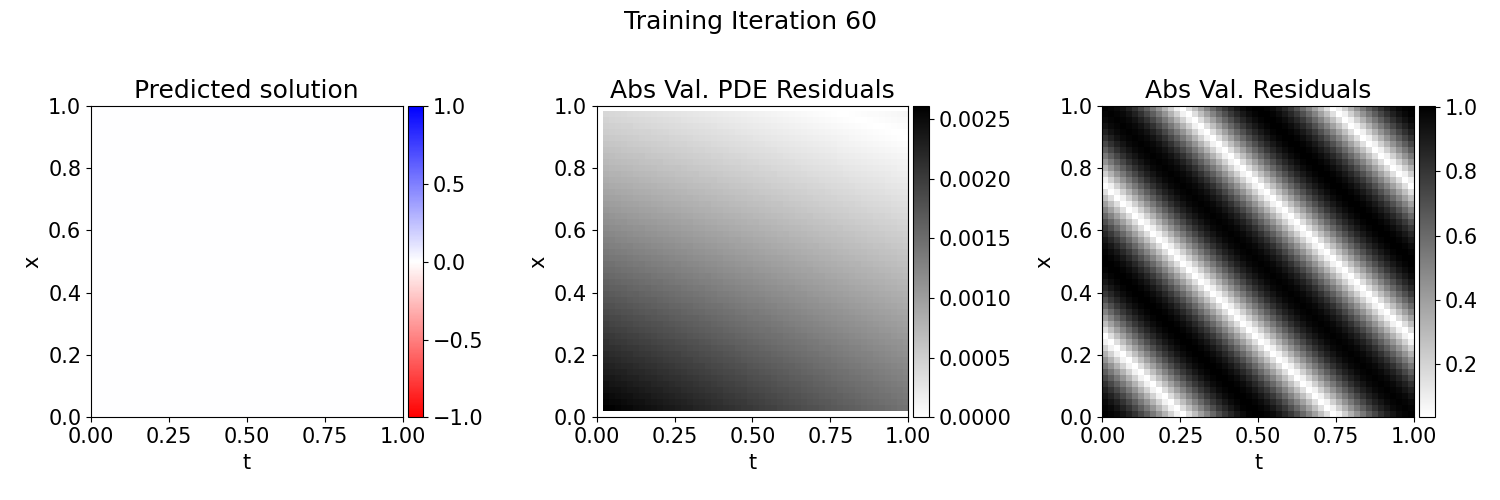 Training Iteration 60
Predicted solution
Abs Val. PDE Residuals
Abs Val. Residuals
1.0
0.8
0.6
0.4
0.2
0.0
x
0.00 0.25 0.50 0.75 1.00
t
1.0
0.5
0.0
−0.5
−1.0
1.0
0.8
0.6
0.4
0.2
0.0
x
0.00 0.25 0.50 0.75 1.00
t
0.0025
0.0020
0.0015
0.0010
0.0005
0.0000
1.0
0.8
0.6
0.4
0.2
0.0
x
0.00 0.25 0.50 0.75 1.00
t
1.0
0.8
0.6
0.4
0.2